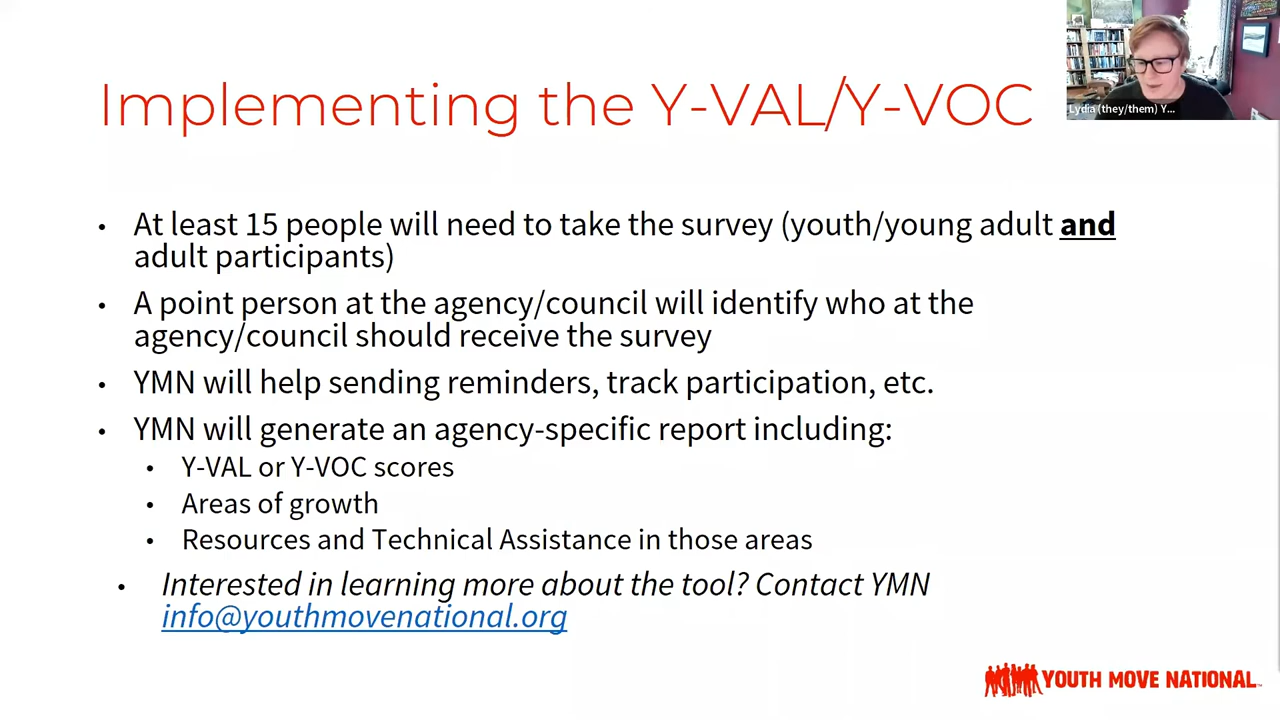 Implementing the Y-VAL/Y-VOC
Lydia (they/them) Y...
• At least 15 people will need to take the survey (youth/young adult and
adult participants)
• A point person at the agency/council will identify who at the
agency/council should receive the survey
• YMN will help sending reminders, track participation, etc.
• YMN will generate an agency-specific report including:
• Y-VAL or Y-VOC scores
• Areas of growth
• Resources and Technical Assistance in those areas
• Interested in learning more about the tool? Contact YMN
info@youthmovenational.org
YOUTH MOVE NATIONAL